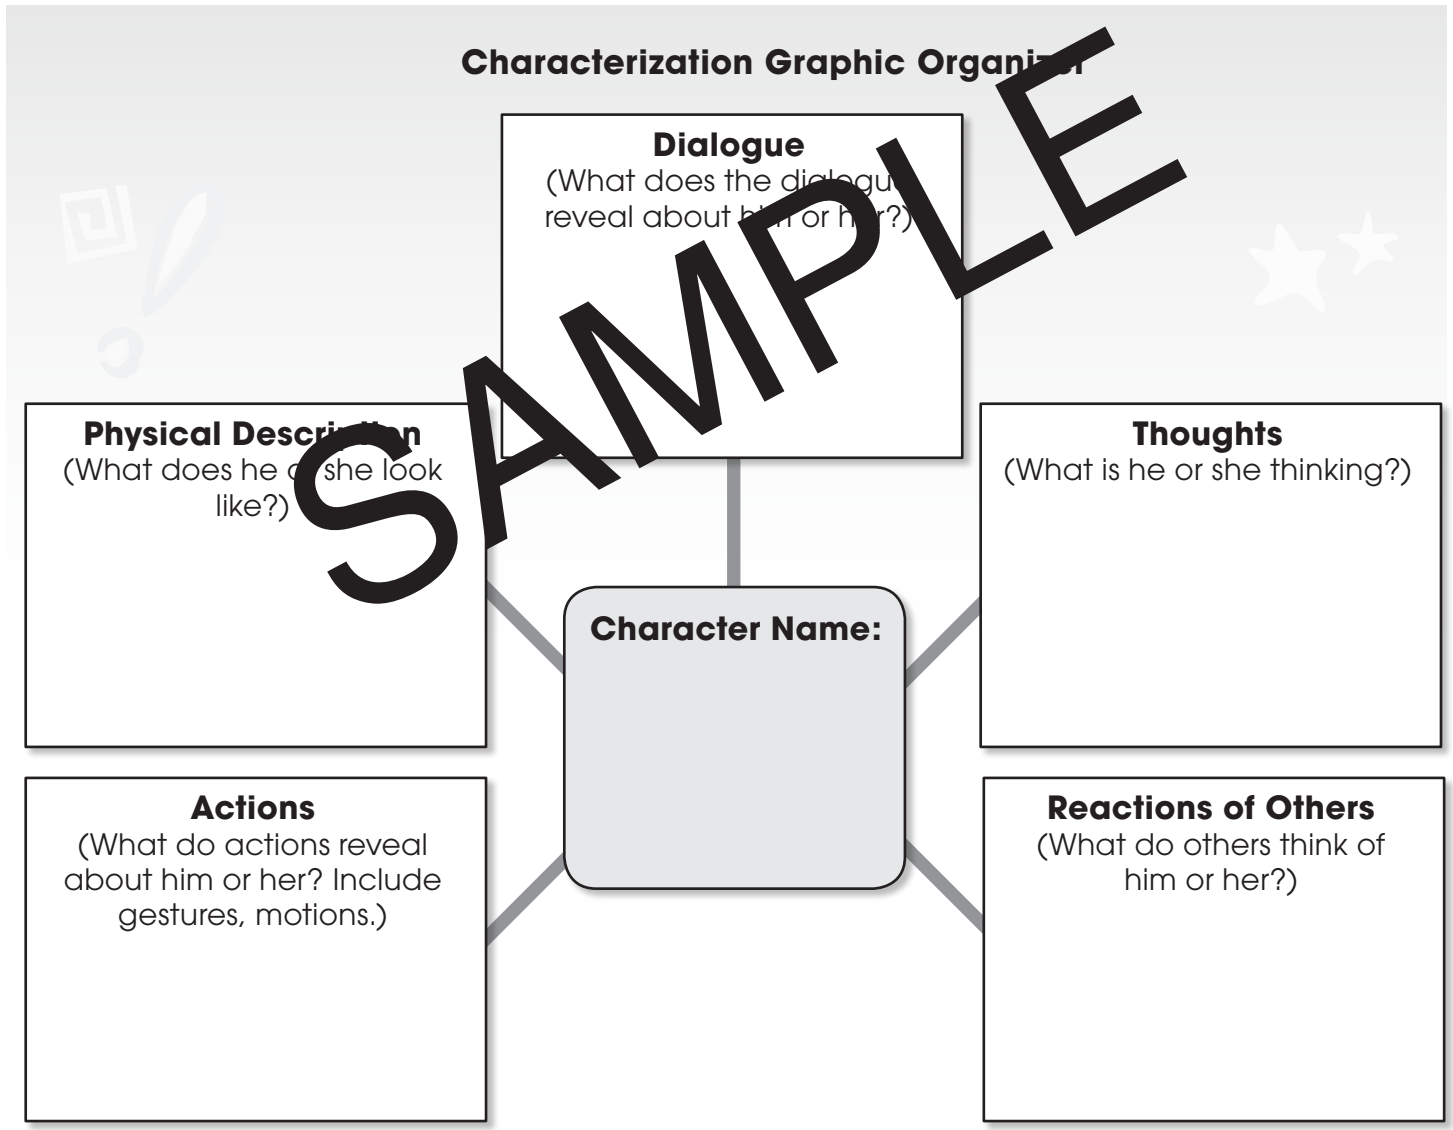 Characterization Graphic Organizer
Dialogue
(What does the dialogue
reveal about him or her?)
SAMPLE
Physical Description
(What does he or she look
like?)
Thoughts
(What is he or she thinking?)
Character Name:
Actions
(What do actions reveal
about him or her? Include
gestures, motions.)
Reactions of Others
(What do others think of
him or her?)